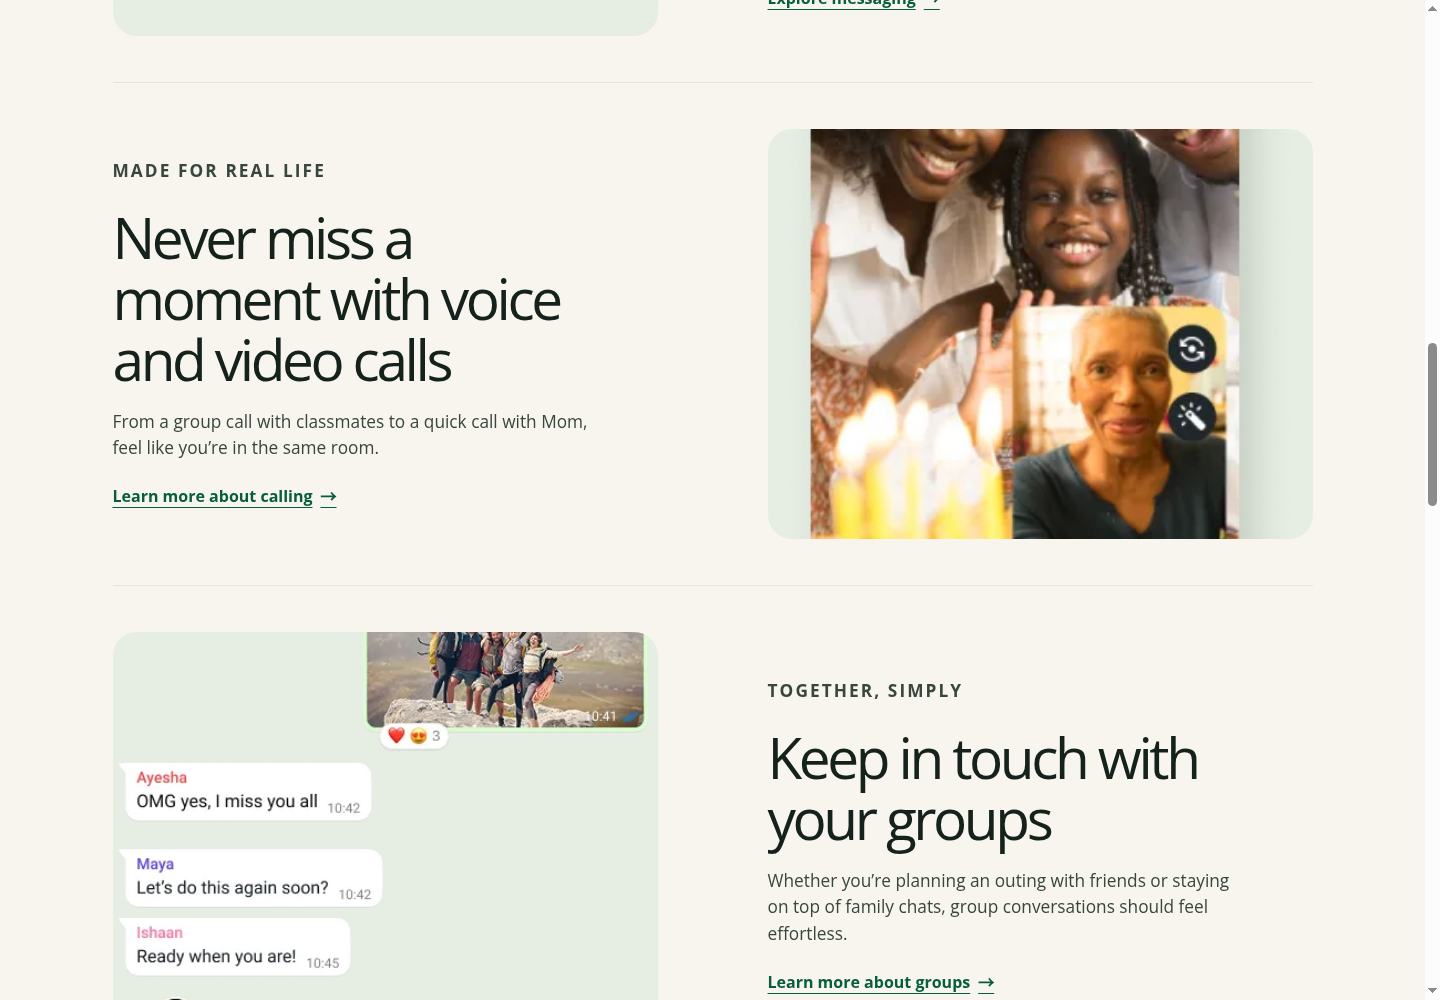 Explore messaging →
MADE FOR REAL LIFE
Never miss a
moment with voice
and video calls
From a group call with classmates to a quick call with Mom,
feel like you’re in the same room.
Learn more about calling →
10:41
3
Ayesha
OMG yes, I miss you all 10:42
Maya
Let’s do this again soon? 10:42
Ishaan
Ready when you are! 10:45
TOGETHER, SIMPLY
Keep in touch with
your groups
Whether you’re planning an outing with friends or staying
on top of family chats, group conversations should feel
effortless.
Learn more about groups →